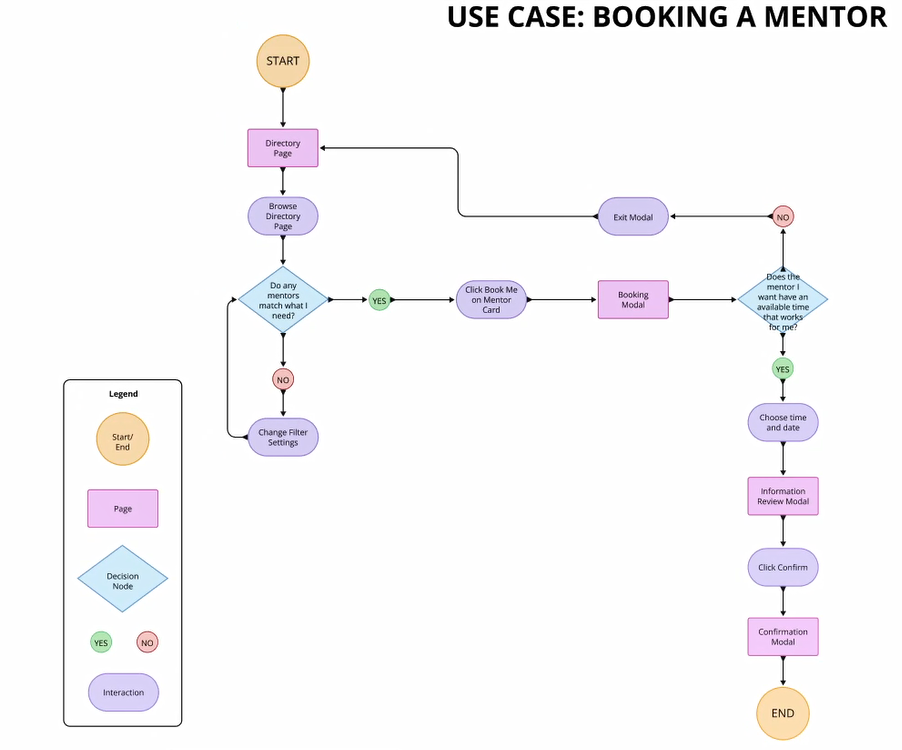 USE CASE: BOOKING A MENTOR
START
Directory
Page
Browse
Directory
Page
Exit Modal
NO
Do any
mentors
match what I
need?
YES
Click Book Me
on Mentor
Card
Booking
Modal
Does the
mentor I
want have an
available time
that works
for me?
NO
YES
Change Filter
Settings
Choose time
and date
Information
Review Modal
Click Confirm
Confirmation
Modal
END
Legend
Start/
End
Page
Decision
Node
YES
NO
Interaction